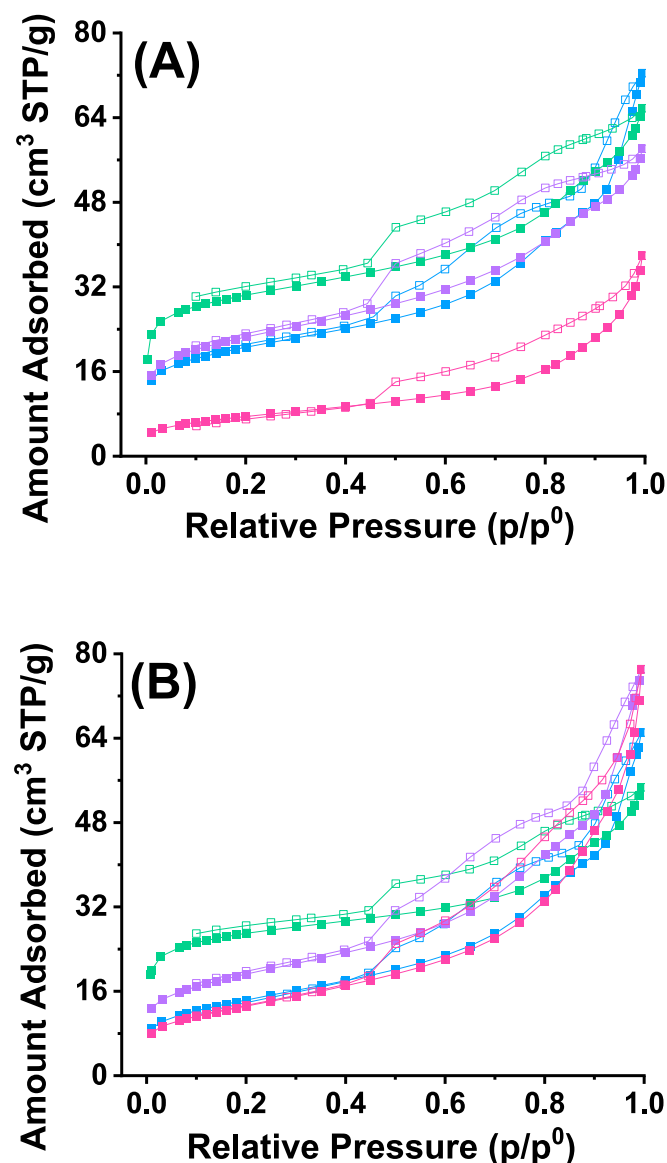 (A)
Amount Adsorbed (cm³ STP/g)
80
64
48
32
16
0
0.0 0.2 0.4 0.6 0.8 1.0
Relative Pressure (p/p⁰)
(B)
Amount Adsorbed (cm³ STP/g)
80
64
48
32
16
0
0.0 0.2 0.4 0.6 0.8 1.0
Relative Pressure (p/p⁰)